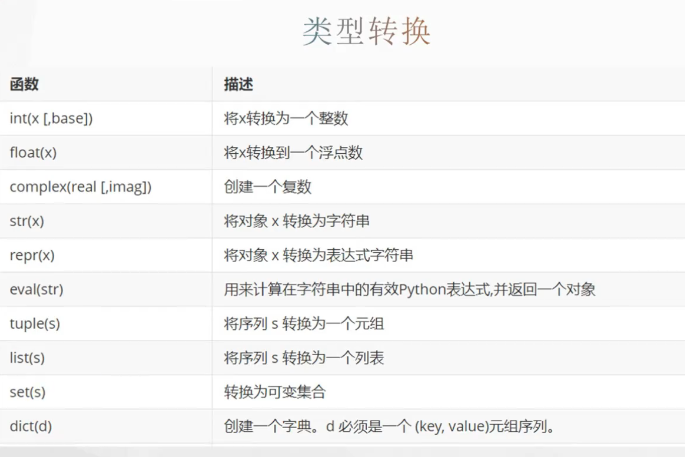 类型转换
函数 描述
int(x [,base]) 将x转换为一个整数
float(x) 将x转换到一个浮点数
complex(real [,imag]) 创建一个复数
str(x) 将对象 x 转换为字符串
repr(x) 将对象 x 转换为表达式字符串
eval(str) 用来计算在字符串中的有效Python表达式,并返回一个对象
tuple(s) 将序列 s 转换为一个元组
list(s) 将序列 s 转换为一个列表
set(s) 转换为可变集合
dict(d) 创建一个字典。d 必须是一个 (key, value)元组序列。